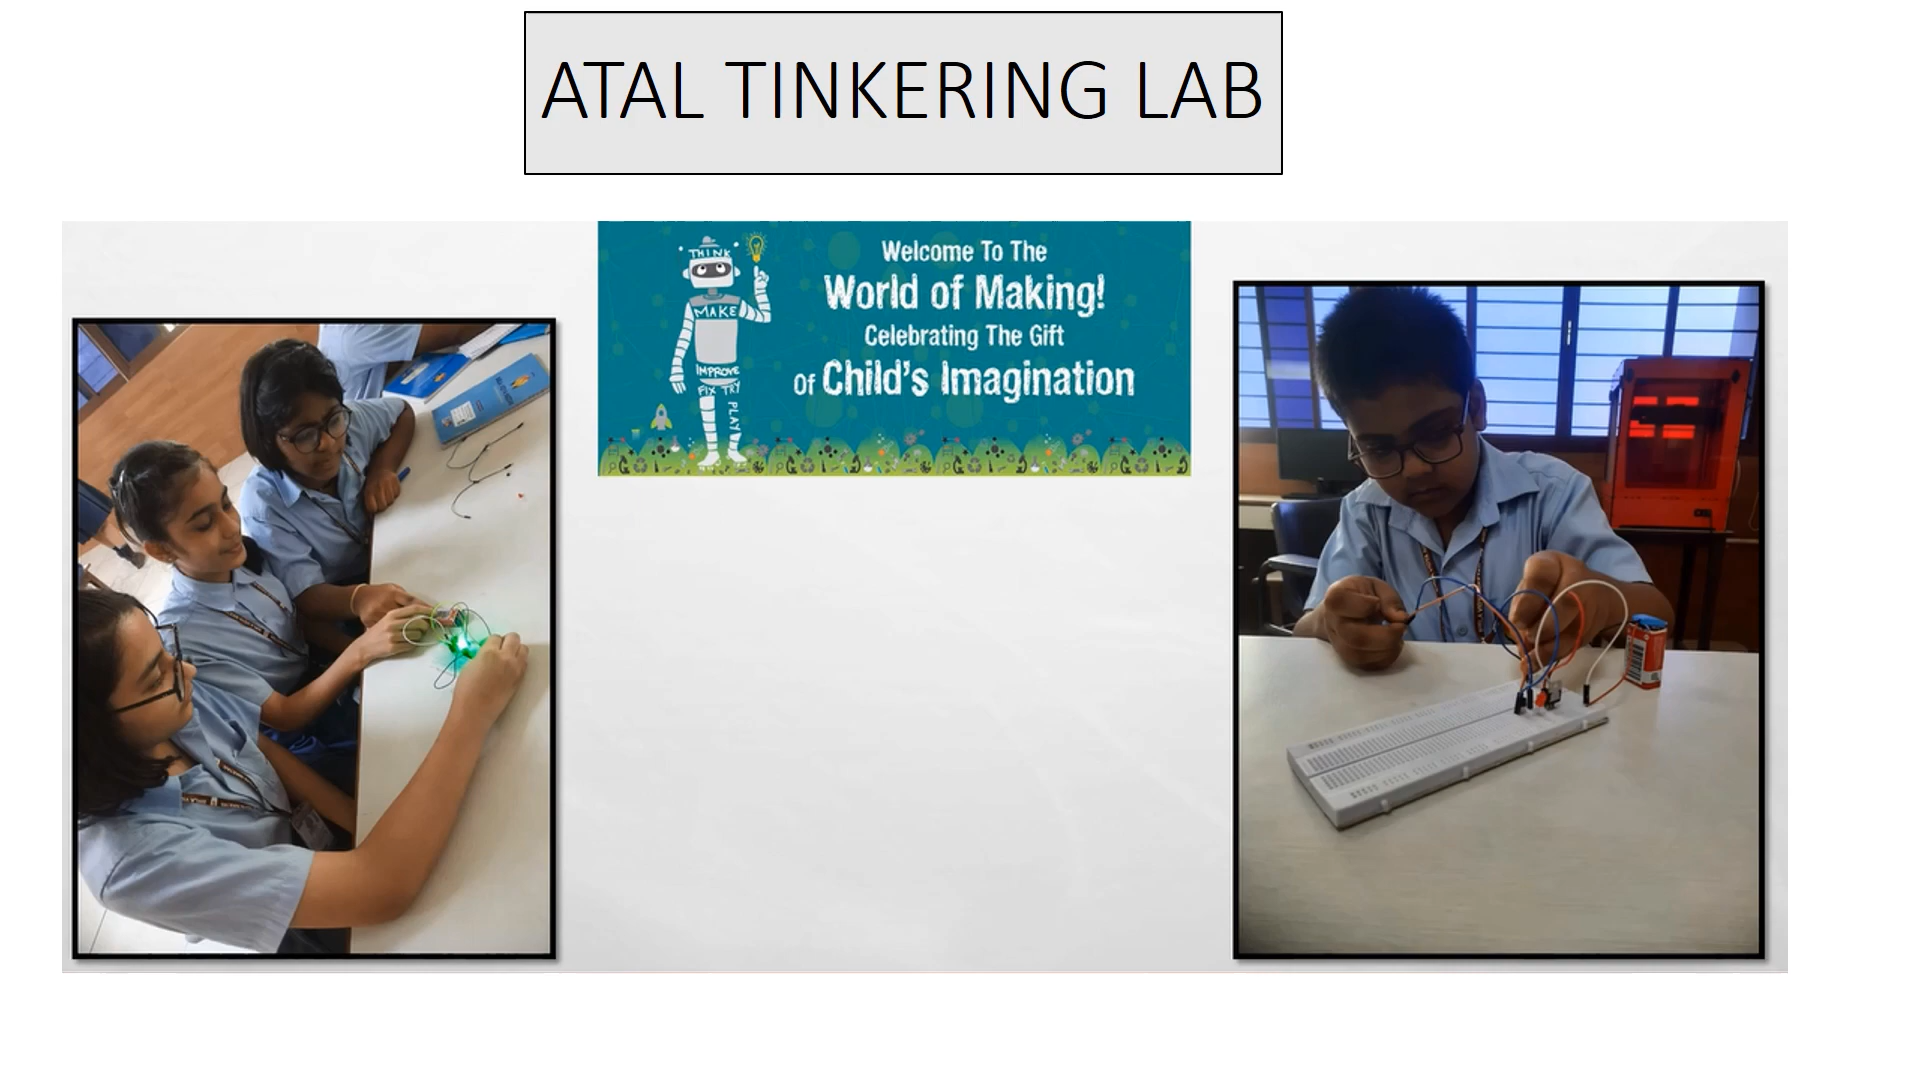 ATAL TINKERING LAB
THINK
MAKE
IMPROVE
FIX TRY
PLAY
Welcome To The
World of Making!
Celebrating The Gift
OF Child's Imagination